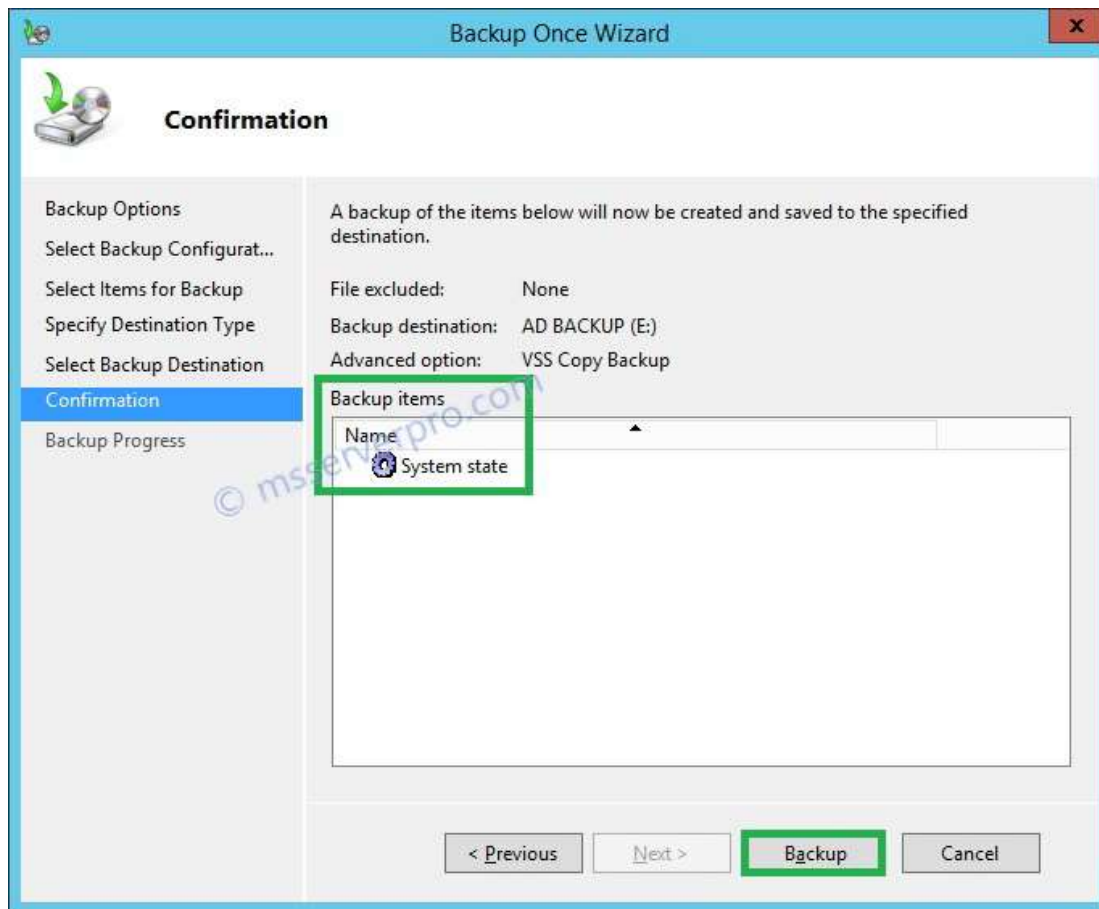 Backup Once Wizard
x
Confirmation
Backup Options
Select Backup Configurat...
Select Items for Backup
Specify Destination Type
Select Backup Destination
Confirmation
Backup Progress
A backup of the items below will now be created and saved to the specified
destination.
File excluded: None
Backup destination: AD BACKUP (E:)
Advanced option: VSS Copy Backup
Backup items
Name
System state
© msserverpro.com
< Previous
Next >
Backup
Cancel